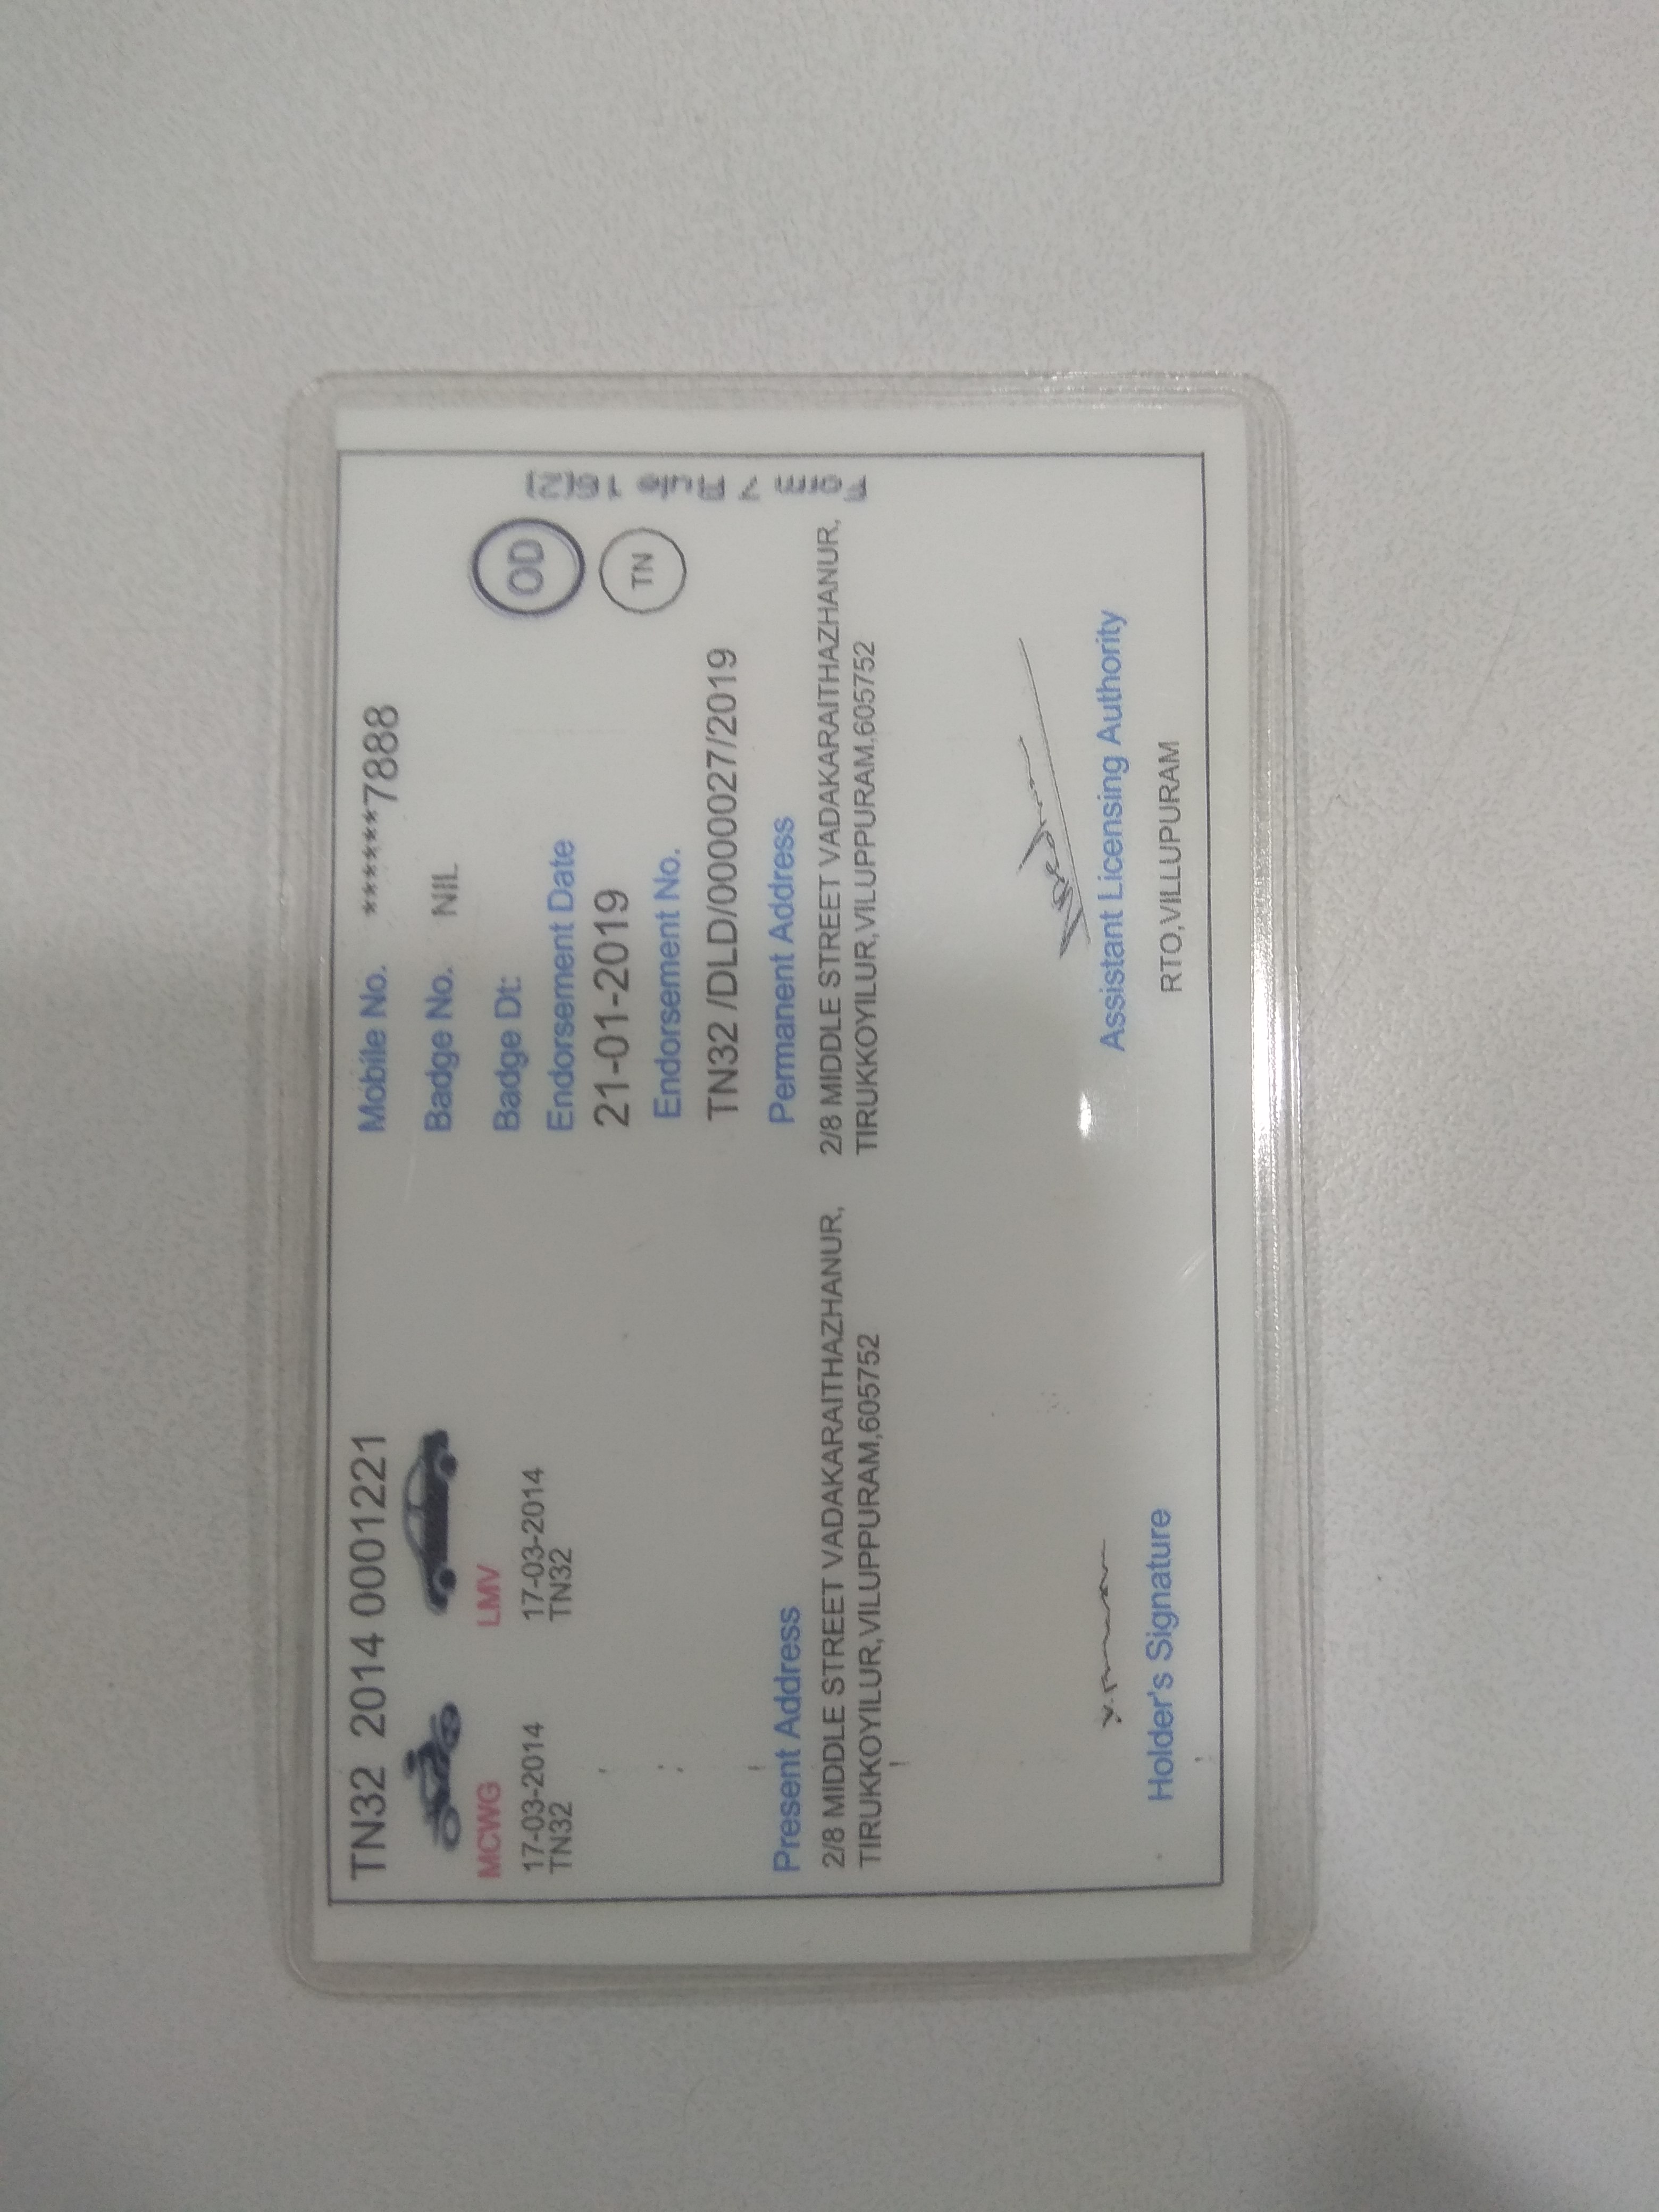 TN32 2014 0001221
MCWG
17-03-2014
TN32
LMV
17-03-2014
TN32
Mobile No. ******7888
Badge No. NIL
Badge Dt:
Endorsement Date
21-01-2019
Endorsement No.
TN32 /DLD/0000027/2019
OD
TN
Form 7 Rule 16(2)
Present Address
2/8 MIDDLE STREET VADAKARAITHAZHANUR,
TIRUKKOYILUR,VILUPPURAM,605752
Permanent Address
2/8 MIDDLE STREET VADAKARAITHAZHANUR,
TIRUKKOYILUR,VILUPPURAM,605752
Holder's Signature
Assistant Licensing Authority
RTO,VILLUPURAM